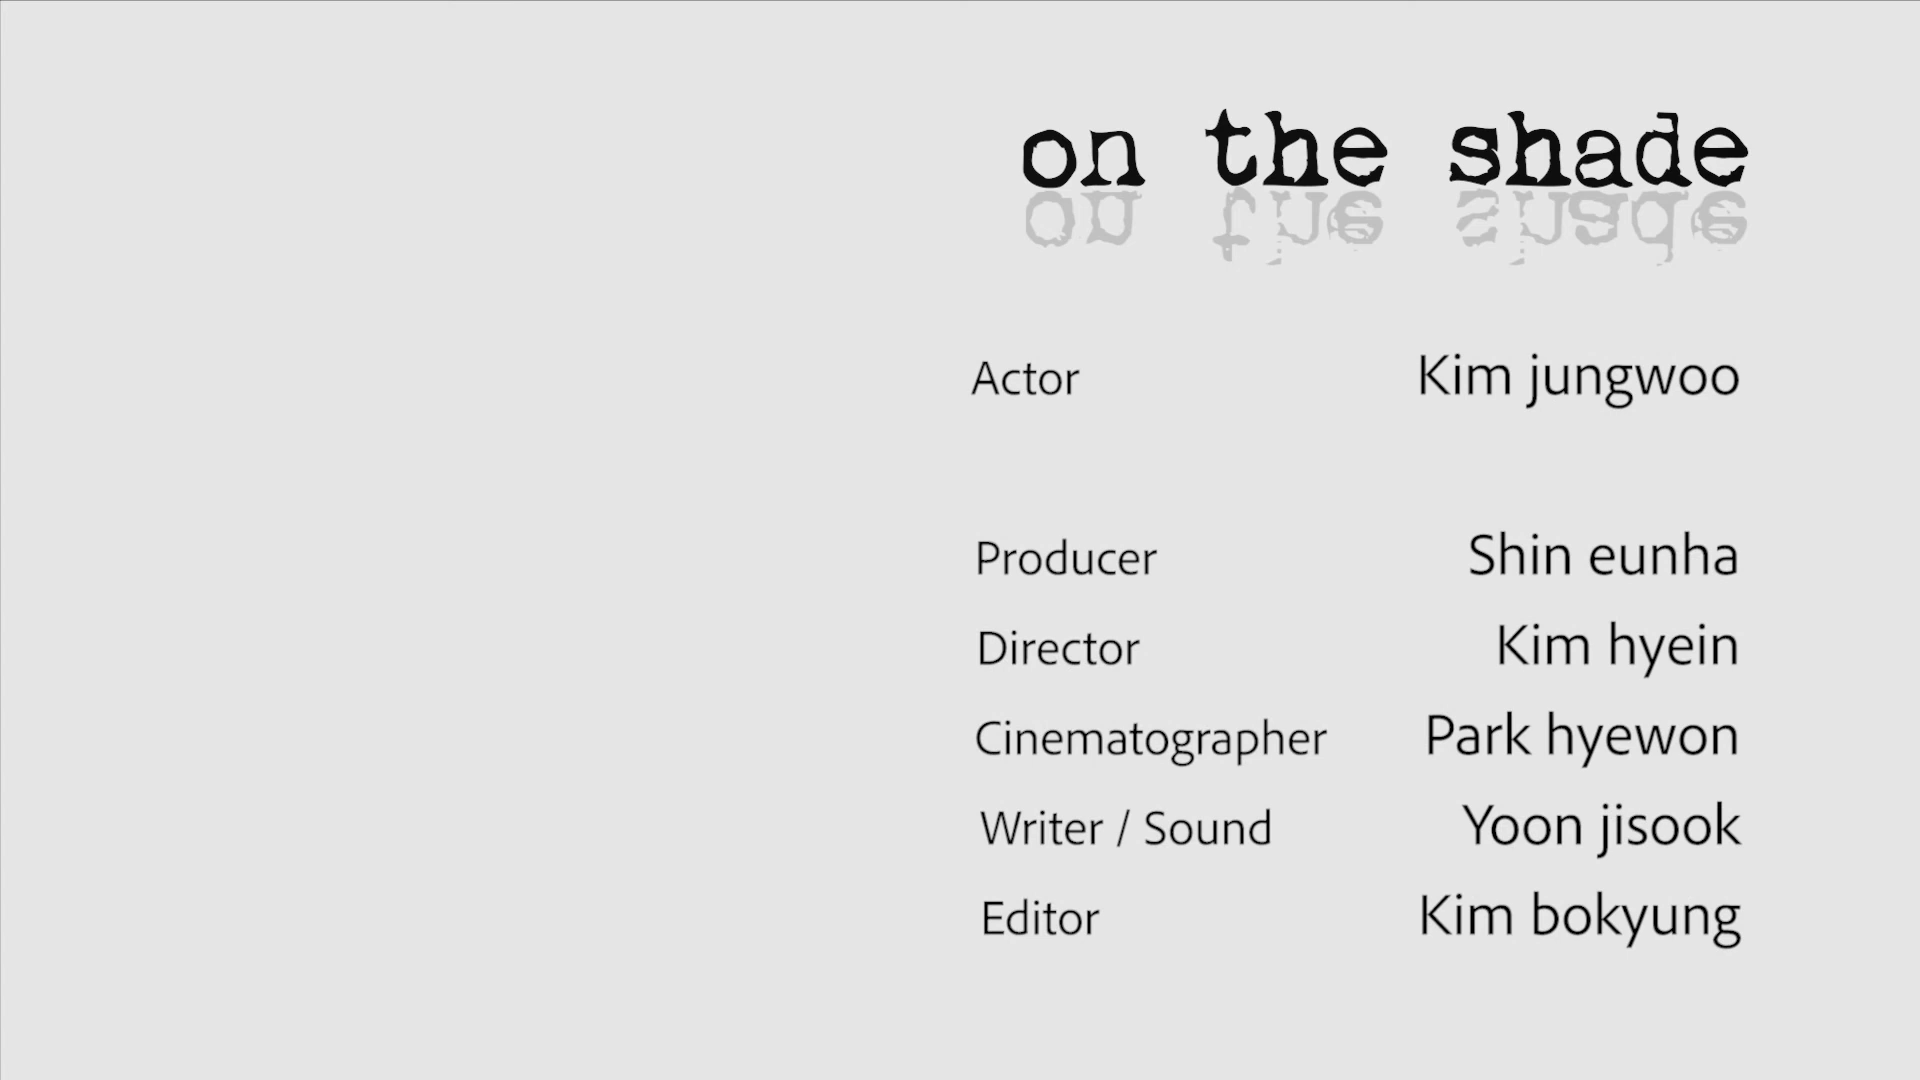 on the shade
Actor Kim jungwoo
Producer Shin eunha
Director Kim hyein
Cinematographer Park hyewon
Writer / Sound Yoon jisook
Editor Kim bokyung